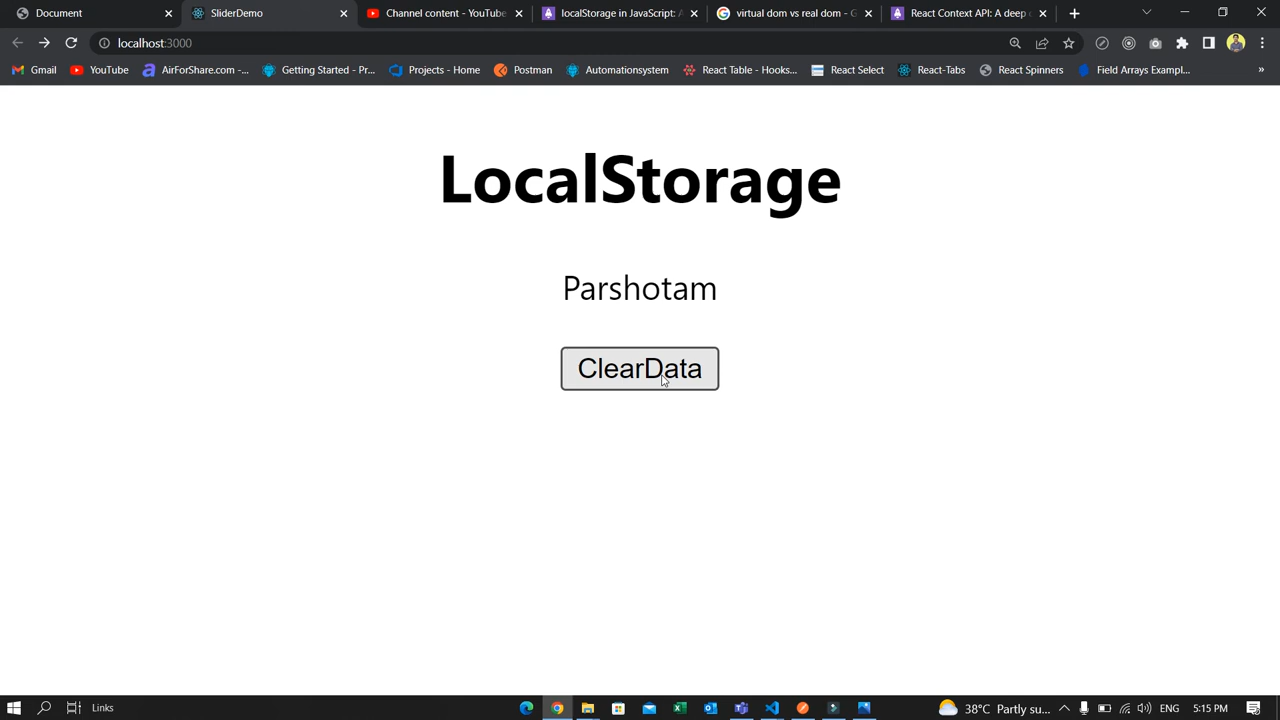 Document
SliderDemo
Channel content - YouTube
localStorage in JavaScript: A
virtual dom vs real dom - G
React Context API: A deep
localhost:3000
Gmail
YouTube
AirForShare.com -...
Getting Started - Pr...
Projects - Home
Postman
Automationsystem
React Table - Hooks...
React Select
React-Tabs
React Spinners
Field Arrays Exampl...
»
LocalStorage
Parshotam
ClearData
Links
38°C Partly su...
ENG
5:15 PM